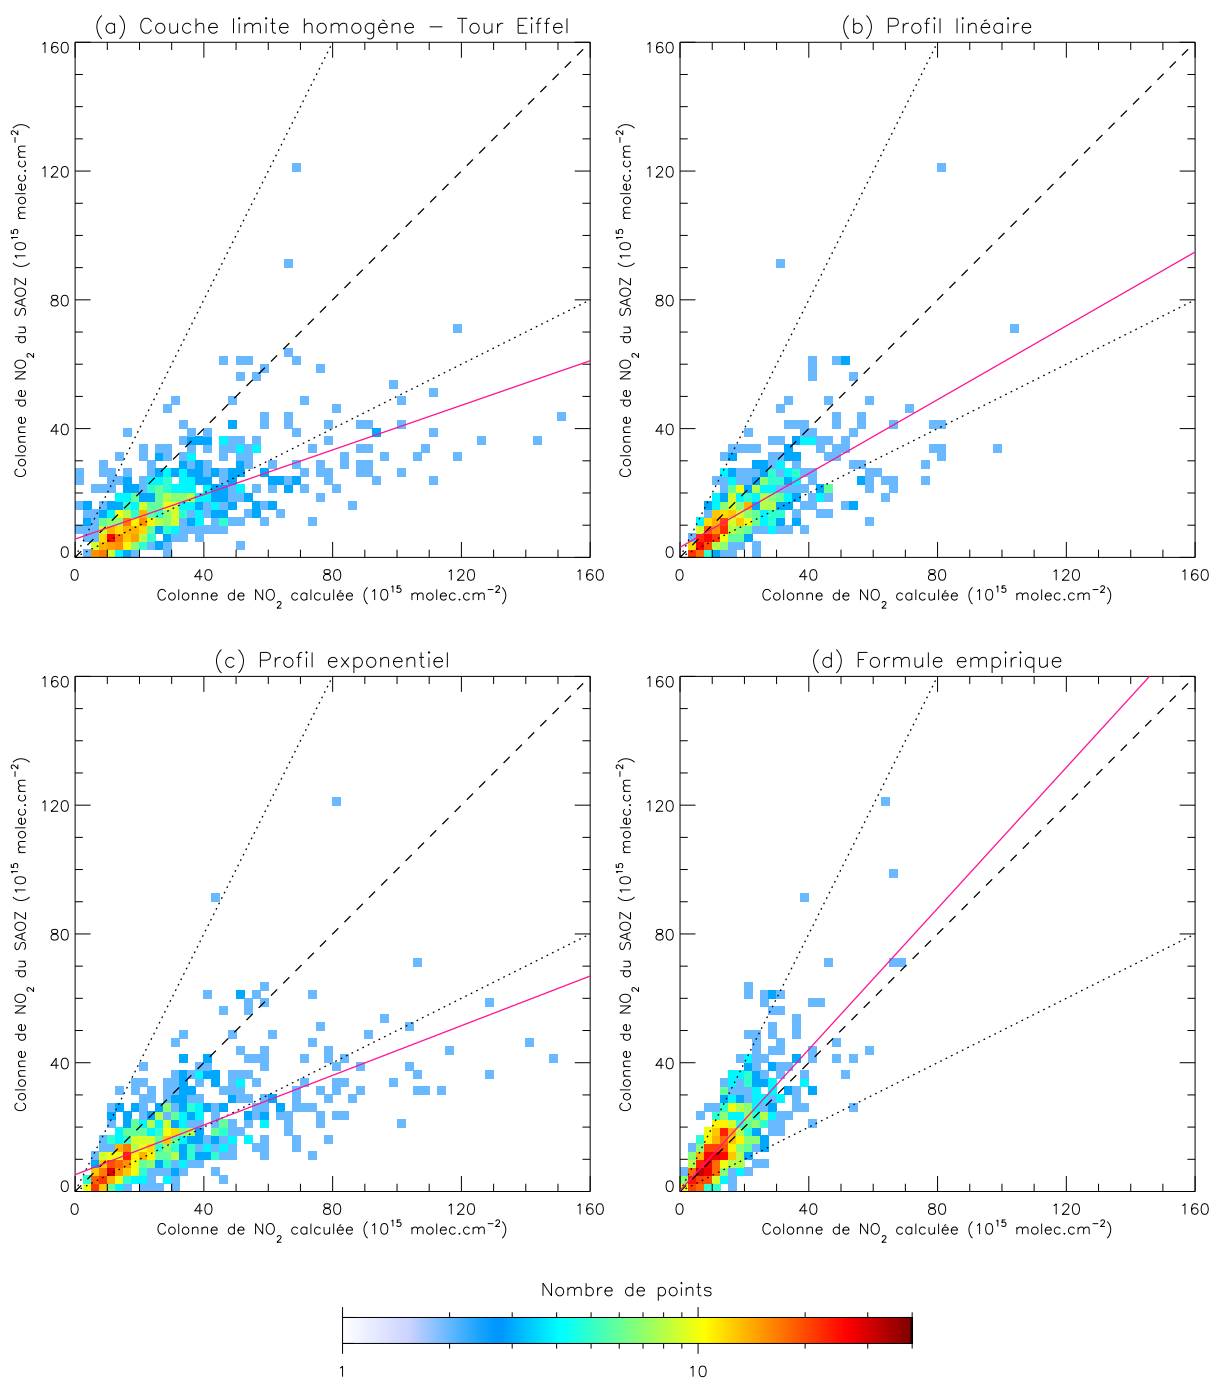 (a) Couche limite homogène – Tour Eiffel
(b) Profil linéaire
160
120
80
40
0
Colonne de NO2 du SAOZ (10^15 molec.cm^-2)
0 40 80 120 160
Colonne de NO2 calculée (10^15 molec.cm^-2)
160
120
80
40
0
Colonne de NO2 du SAOZ (10^15 molec.cm^-2)
0 40 80 120 160
Colonne de NO2 calculée (10^15 molec.cm^-2)
(c) Profil exponentiel
(d) Formule empirique
160
120
80
40
0
Colonne de NO2 du SAOZ (10^15 molec.cm^-2)
0 40 80 120 160
Colonne de NO2 calculée (10^15 molec.cm^-2)
160
120
80
40
0
Colonne de NO2 du SAOZ (10^15 molec.cm^-2)
0 40 80 120 160
Colonne de NO2 calculée (10^15 molec.cm^-2)
Nombre de points
1 10